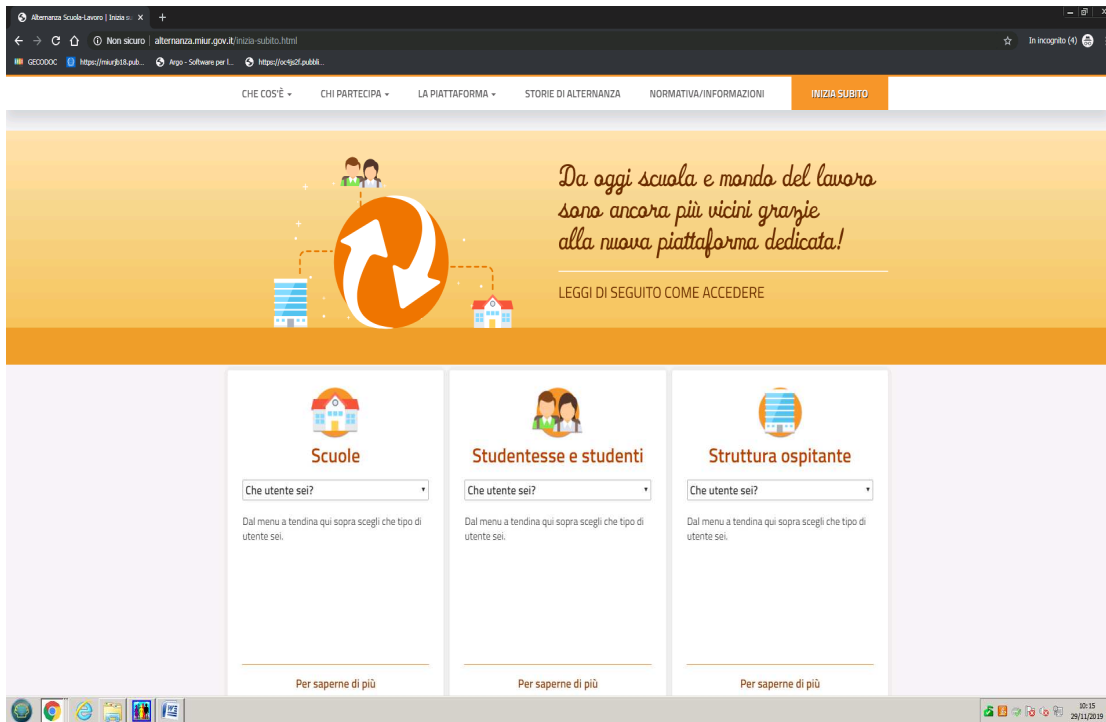 Alternanza Scuola-Lavoro | Inizia s
Non sicuro | alternanza.miur.gov.it/inizia-subito.html
In incognito (4)
GECODOC
https://miurjb18.pub...
Argo - Software per l...
https://oc4jis2f.pubbli...
CHE COS'È
CHI PARTECIPA
LA PIATTAFORMA
STORIE DI ALTERNANZA
NORMATIVA/INFORMAZIONI
INIZIA SUBITO
Da oggi scuola e mondo del lavoro
sono ancora più vicini grazie
alla nuova piattaforma dedicata!
LEGGI DI SEGUITO COME ACCEDERE
Scuole
Che utente sei?
Dal menu a tendina qui sopra scegli che tipo di
utente sei.
Per saperne di più
Studentesse e studenti
Che utente sei?
Dal menu a tendina qui sopra scegli che tipo di
utente sei.
Per saperne di più
Struttura ospitante
Che utente sei?
Dal menu a tendina qui sopra scegli che tipo di
utente sei.
Per saperne di più
10:15
29/11/2019